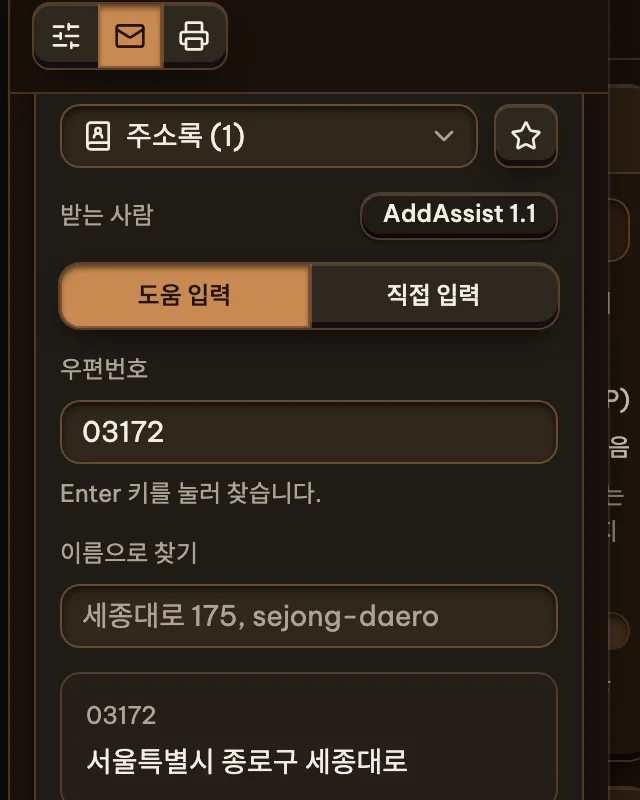 주소록 (1)
받는 사람
AddAssist 1.1
도움 입력
직접 입력
우편번호
03172
Enter 키를 눌러 찾습니다.
이름으로 찾기
세종대로 175, sejong-daero
03172
서울특별시 종로구 세종대로
P)
음
는